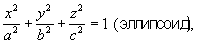 x²/a² + y²/b² + z²/c² = 1 (эллипсоид),